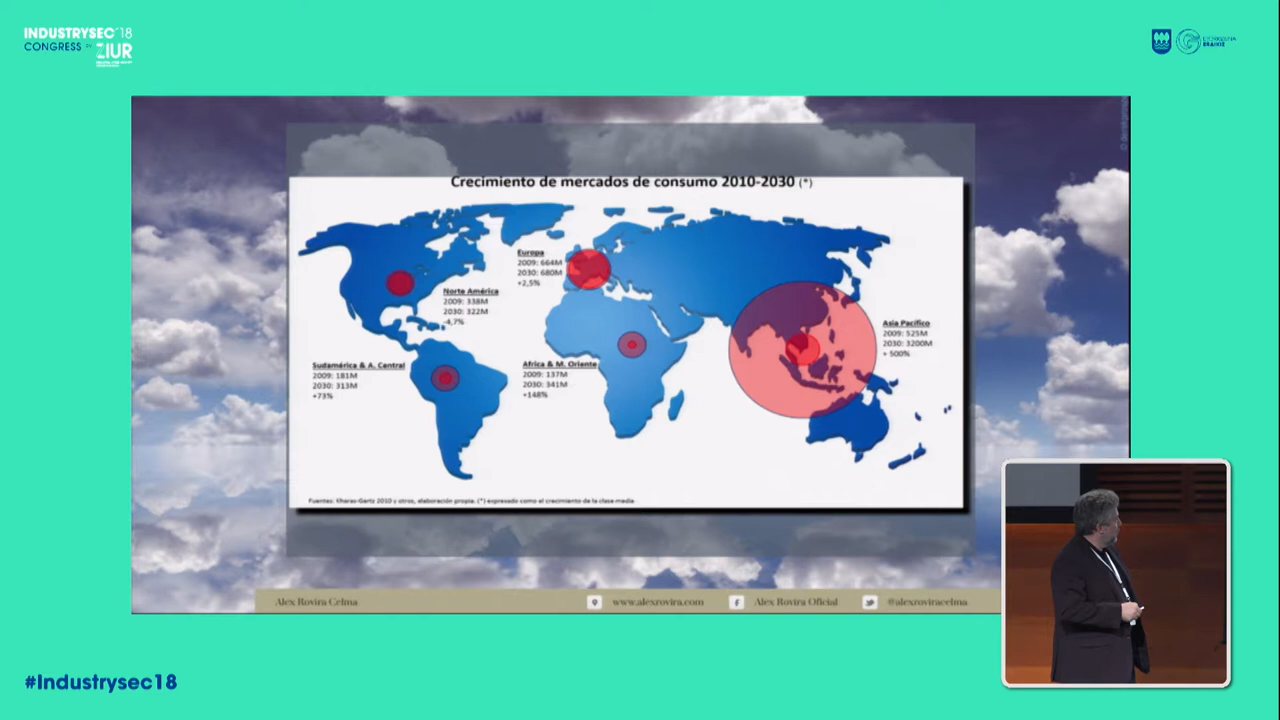 INDUSTRYSEC´18
CONGRESS BY ZIUR
#Industrysec18
Crecimiento de mercados de consumo 2010-2030 (*)
Europa
2009: 664M
2030: 680M
+2,5%
Norte América
2009: 338M
2030: 322M
-4,7%
Asia Pacífico
2009: 525M
2030: 3200M
+ 500%
Sudamérica & A. Central
2009: 181M
2030: 313M
+73%
Africa & M. Oriente
2009: 137M
2030: 341M
+148%
Fuentes: Kharas-Gertz 2010 y otros, elaboración propia. (*) expresado como el crecimiento de la clase media.
Alex Rovira Celma
www.alexrovira.com
Alex Rovira Oficial
@alexroviracelma